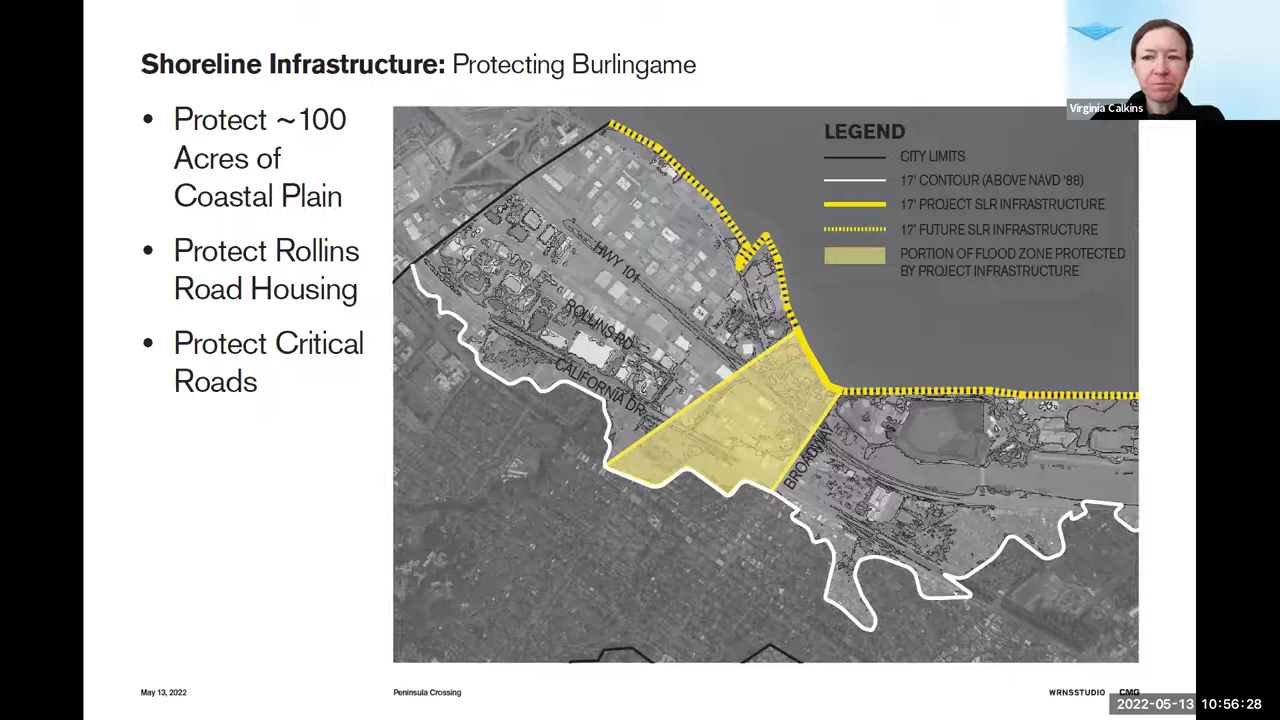 Shoreline Infrastructure: Protecting Burlingame
• Protect ~100
Acres of
Coastal Plain
• Protect Rollins
Road Housing
• Protect Critical
Roads
Virginia Calkins
LEGEND
CITY LIMITS
17' CONTOUR (ABOVE NAVD '88)
17' PROJECT SLR INFRASTRUCTURE
17' FUTURE SLR INFRASTRUCTURE
PORTION OF FLOOD ZONE PROTECTED
BY PROJECT INFRASTRUCTURE
HWY 101
ROLLINS RD
CALIFORNIA DR
BROADWAY
May 13, 2022
Peninsula Crossing
WRNSSTUDIO
CMG
2022-05-13 10:56:28